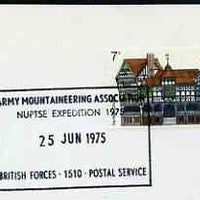 7p
ARMY MOUNTAINEERING ASSOCIATION
NUPTSE EXPEDITION 1975
25 JUN 1975
BRITISH FORCES · 1510 · POSTAL SERVICE